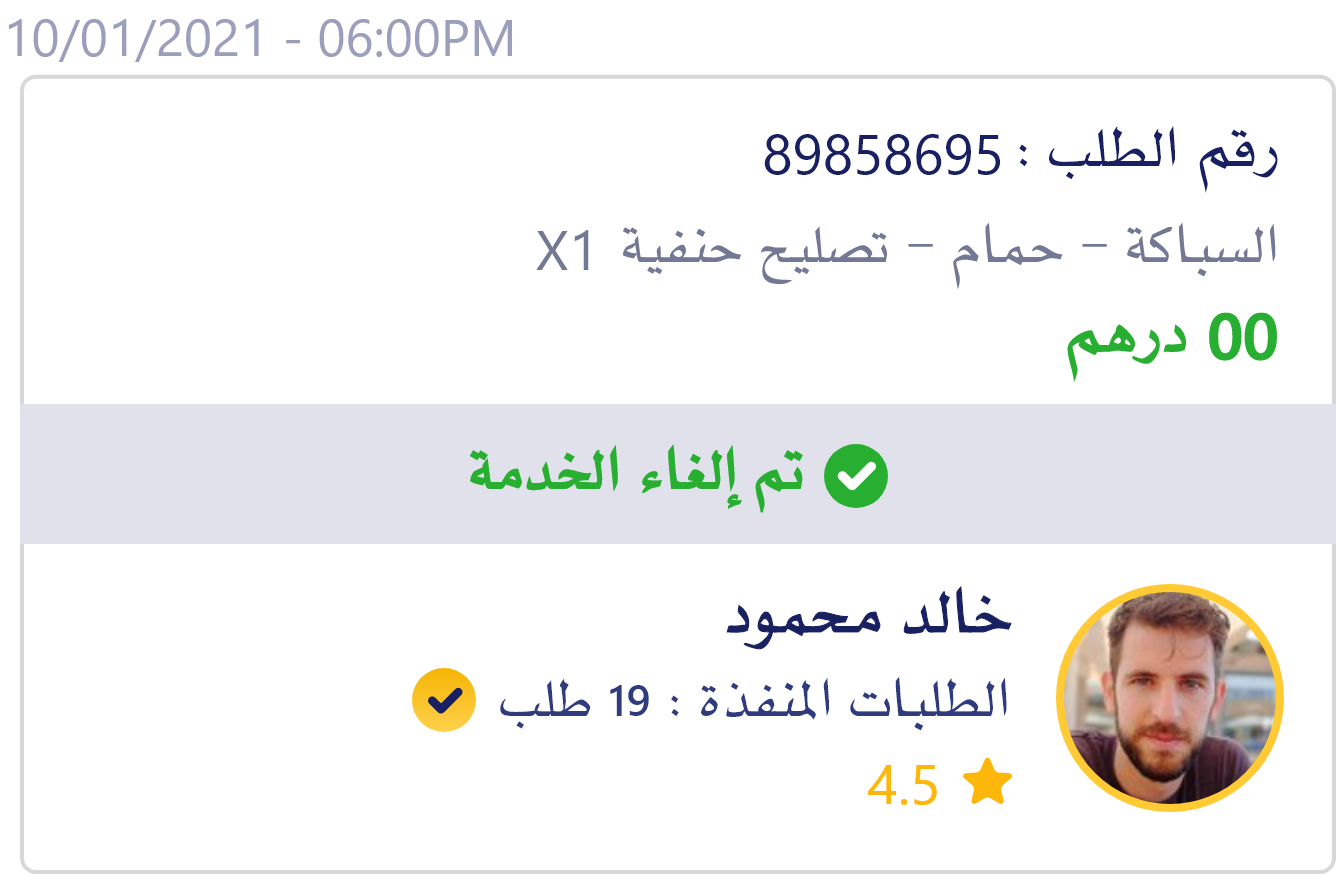 10/01/2021 - 06:00PM
رقم الطلب : 89858695
السباكة - حمام - تصليح حنفية X1
00 درهم
تم إلغاء الخدمة
خالد محمود
الطلبات المنفذة : 19 طلب
4.5